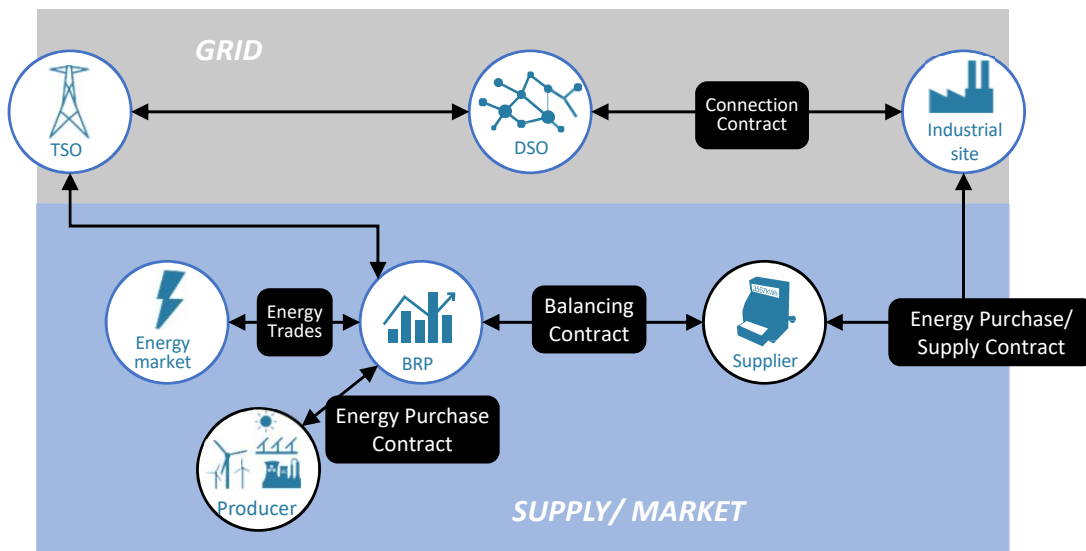 GRID
TSO
DSO
Connection
Contract
Industrial
site
Energy
market
Energy
Trades
BRP
Balancing
Contract
Supplier
Energy Purchase/
Supply Contract
Energy Purchase
Contract
Producer
SUPPLY/ MARKET